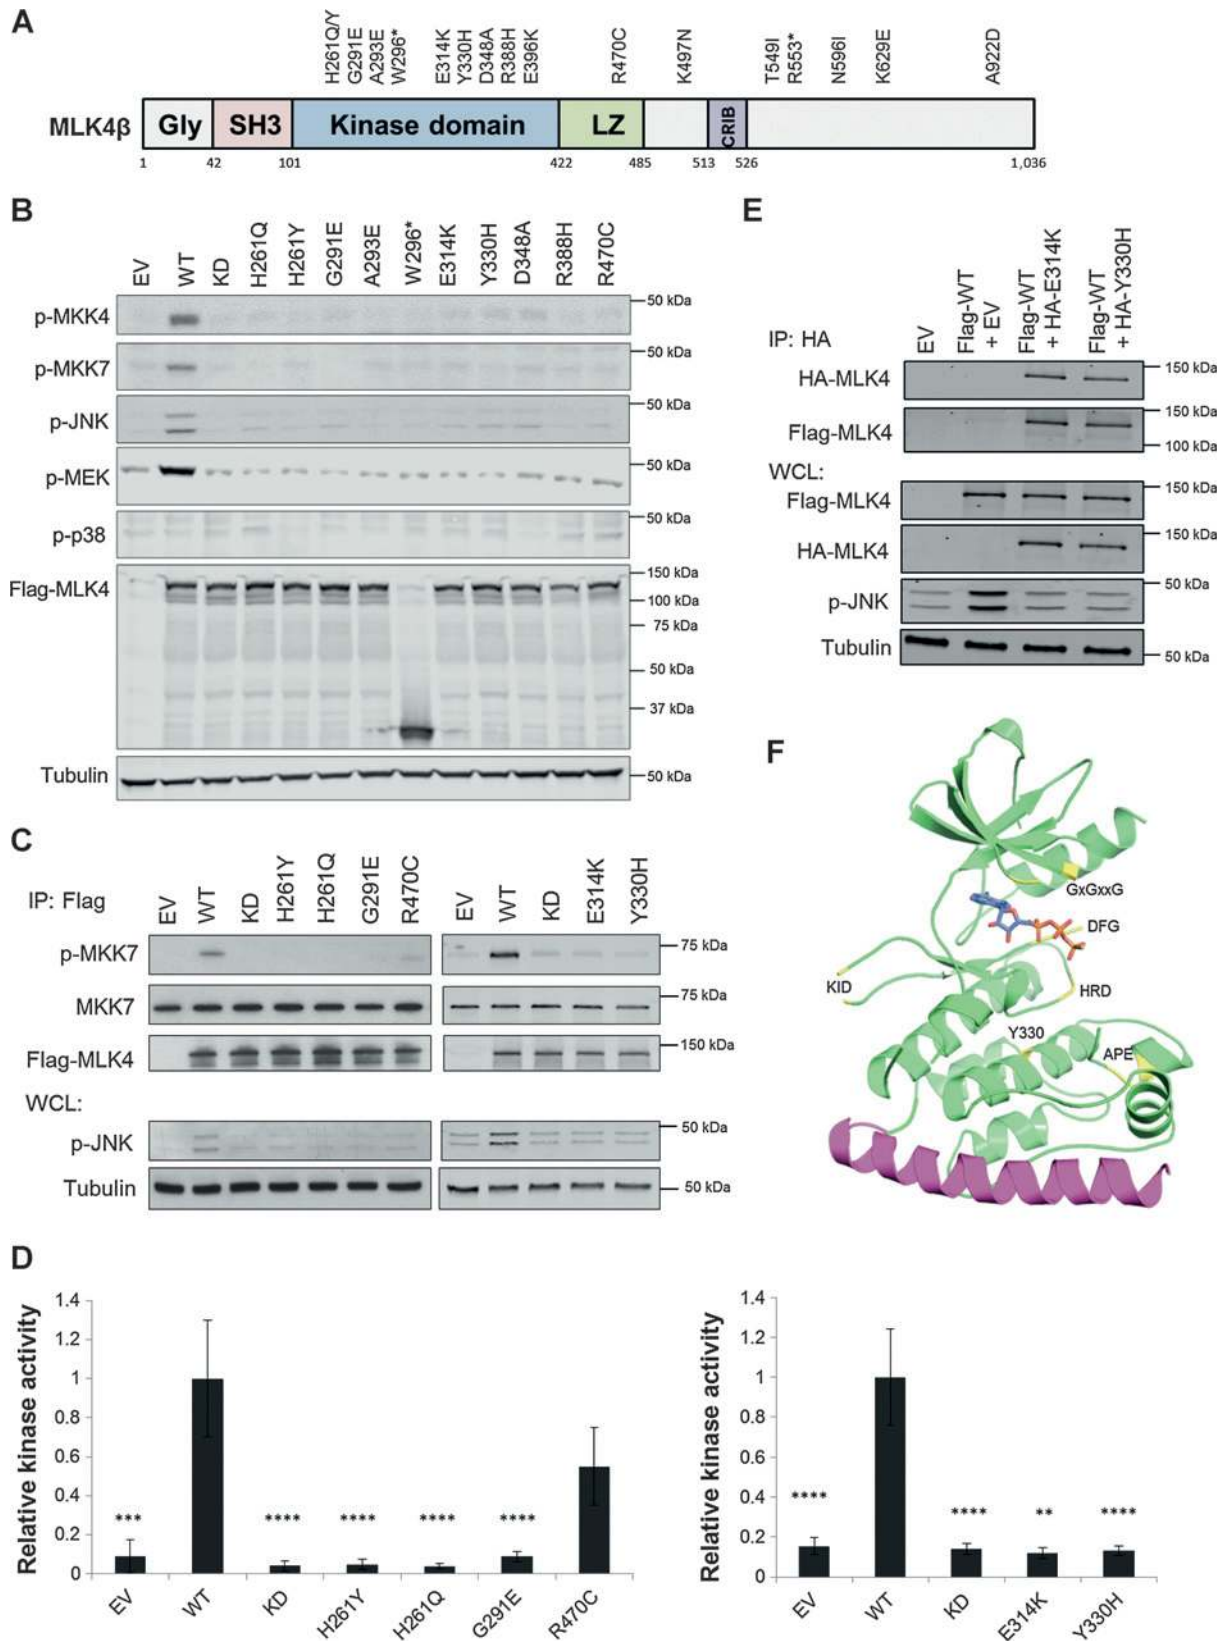 A
H261Q/Y G291E A293E W296* E314K Y330H D348A R388H E396K R470C K497N T549I R553* N596I K629E A922D
MLK4β Gly SH3 Kinase domain LZ CRIB
1 42 101 422 485 513 526 1,036
B
EV WT KD H261Q H261Y G291E A293E W296* E314K Y330H D348A R388H R470C
p-MKK4 50 kDa
p-MKK7 50 kDa
p-JNK 50 kDa
p-MEK 50 kDa
p-p38 50 kDa
Flag-MLK4 150 kDa
100 kDa
75 kDa
50 kDa
37 kDa
Tubulin 50 kDa
E
IP: HA EV Flag-WT + EV Flag-WT + HA-E314K Flag-WT + HA-Y330H
HA-MLK4 150 kDa
Flag-MLK4 150 kDa
100 kDa
WCL:
Flag-MLK4 150 kDa
HA-MLK4 150 kDa
p-JNK 50 kDa
Tubulin 50 kDa
C
IP: Flag EV WT KD H261Y H261Q G291E R470C EV WT KD E314K Y330H
p-MKK7 75 kDa
MKK7 75 kDa
Flag-MLK4 150 kDa
WCL:
p-JNK 50 kDa
Tubulin 50 kDa
F
GxGxxG
DFG
KID
HRD
Y330
APE
D
Relative kinase activity
1.4
1.2
1
0.8
0.6
0.4
0.2
0
*** **** **** **** ****
EV WT KD H261Y H261Q G291E R470C
Relative kinase activity
1.4
1.2
1
0.8
0.6
0.4
0.2
0
**** **** ** ****
EV WT KD E314K Y330H